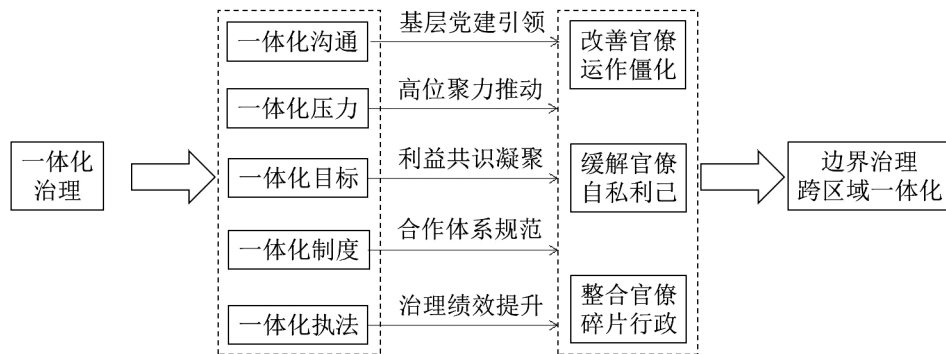 一体化
治理
一体化沟通
一体化压力
一体化目标
一体化制度
一体化执法
基层党建引领
高位聚力推动
利益共识凝聚
合作体系规范
治理绩效提升
改善官僚
运作僵化
缓解官僚
自私利己
整合官僚
碎片行政
边界治理
跨区域一体化